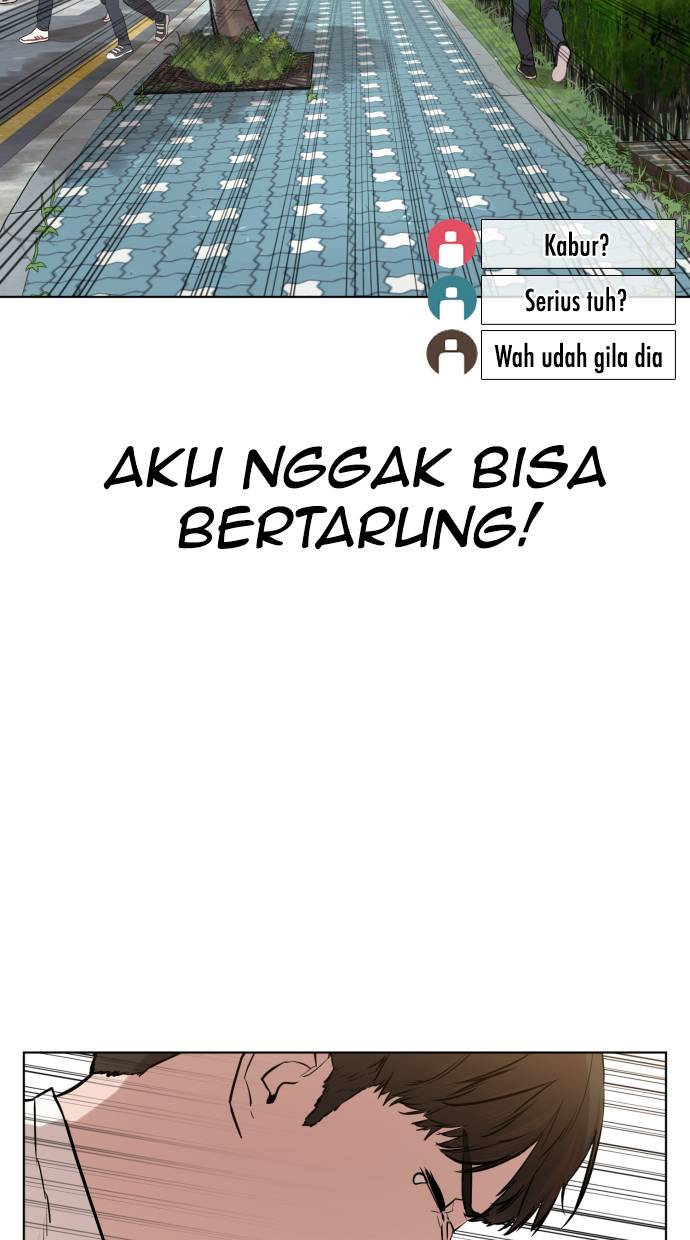 Kabur?
Serius tuh?
Wah udah gila dia
AKU NGGAK BISA
BERTARUNG!